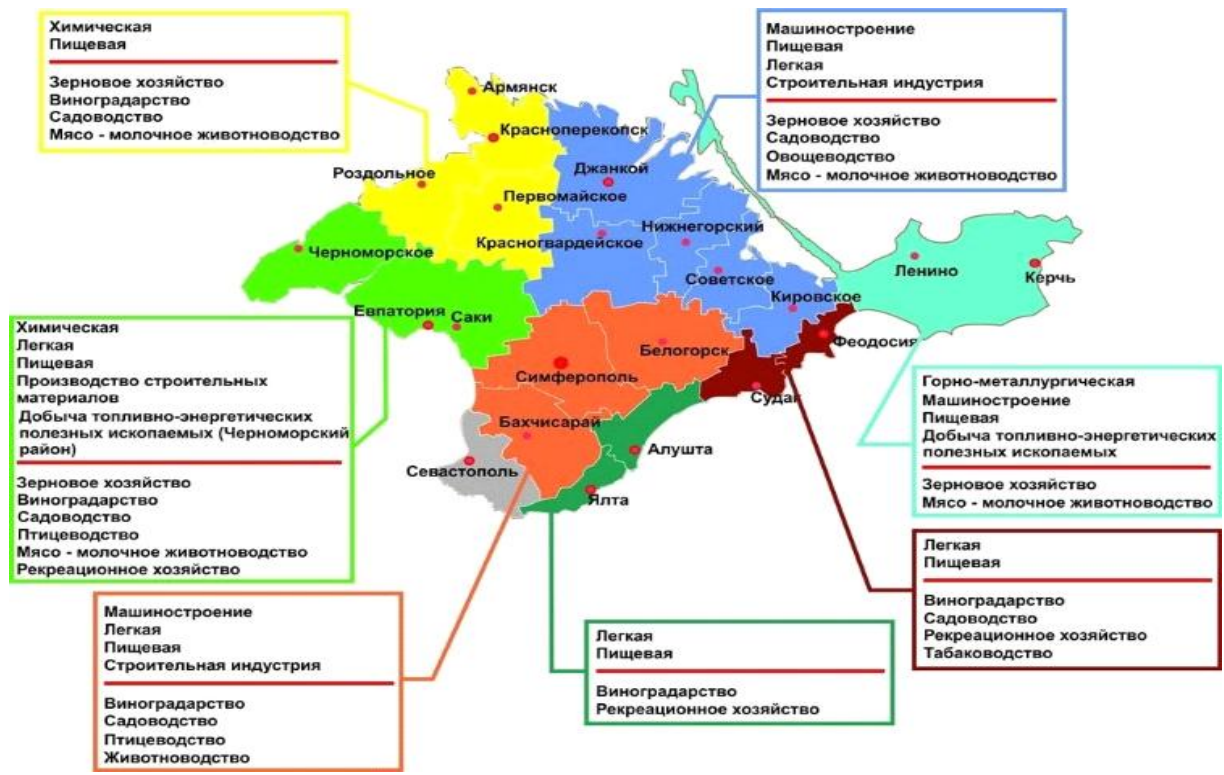 Химическая
Пищевая
Зерновое хозяйство
Виноградарство
Садоводство
Мясо - молочное животноводство
Машиностроение
Пищевая
Легкая
Строительная индустрия
Зерновое хозяйство
Садоводство
Овощеводство
Мясо - молочное животноводство
Армянск
Красноперекопск
Джанкой
Роздольное
Первомайское
Нижнегорский
Красногвардейское
Черноморское
Советское
Ленино
Керчь
Кировское
Евпатория
Саки
Феодосия
Белогорск
Симферополь
Судак
Бахчисарай
Алушта
Севастополь
Ялта
Химическая
Легкая
Пищевая
Производство строительных
материалов
Добыча топливно-энергетических
полезных ископаемых (Черноморский
район)
Зерновое хозяйство
Виноградарство
Садоводство
Птицеводство
Мясо - молочное животноводство
Рекреационное хозяйство
Горно-металлургическая
Машиностроение
Пищевая
Добыча топливно-энергетических
полезных ископаемых
Зерновое хозяйство
Мясо - молочное животноводство
Легкая
Пищевая
Виноградарство
Садоводство
Рекреационное хозяйство
Табаководство
Машиностроение
Легкая
Пищевая
Строительная индустрия
Виноградарство
Садоводство
Птицеводство
Животноводство
Легкая
Пищевая
Виноградарство
Рекреационное хозяйство